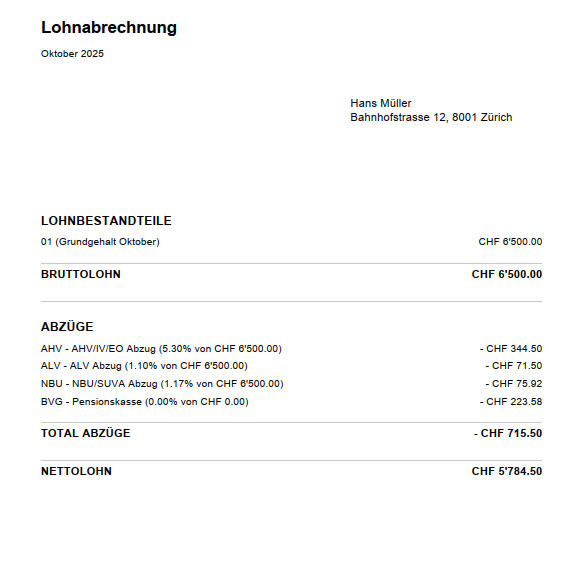 Lohnabrechnung
Oktober 2025
Hans Müller
Bahnhofstrasse 12, 8001 Zürich
LOHNBESTANDTEILE
01 (Grundgehalt Oktober) CHF 6'500.00
BRUTTOLOHN CHF 6'500.00
ABZÜGE
AHV - AHV/IV/EO Abzug (5.30% von CHF 6'500.00) - CHF 344.50
ALV - ALV Abzug (1.10% von CHF 6'500.00) - CHF 71.50
NBU - NBU/SUVA Abzug (1.17% von CHF 6'500.00) - CHF 75.92
BVG - Pensionskasse (0.00% von CHF 0.00) - CHF 223.58
TOTAL ABZÜGE - CHF 715.50
NETTOLOHN CHF 5'784.50